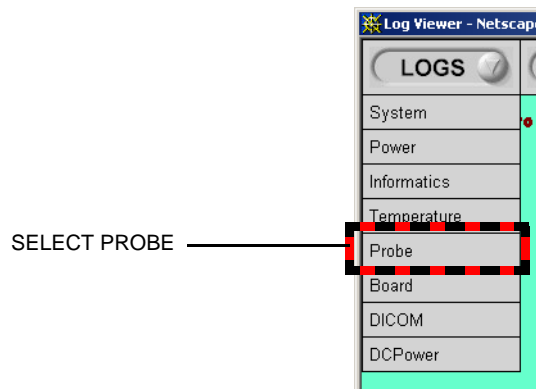 Log Viewer - Netscape
LOGS
System
Power
Informatics
Temperature
SELECT PROBE
Probe
Board
DICOM
DCPower